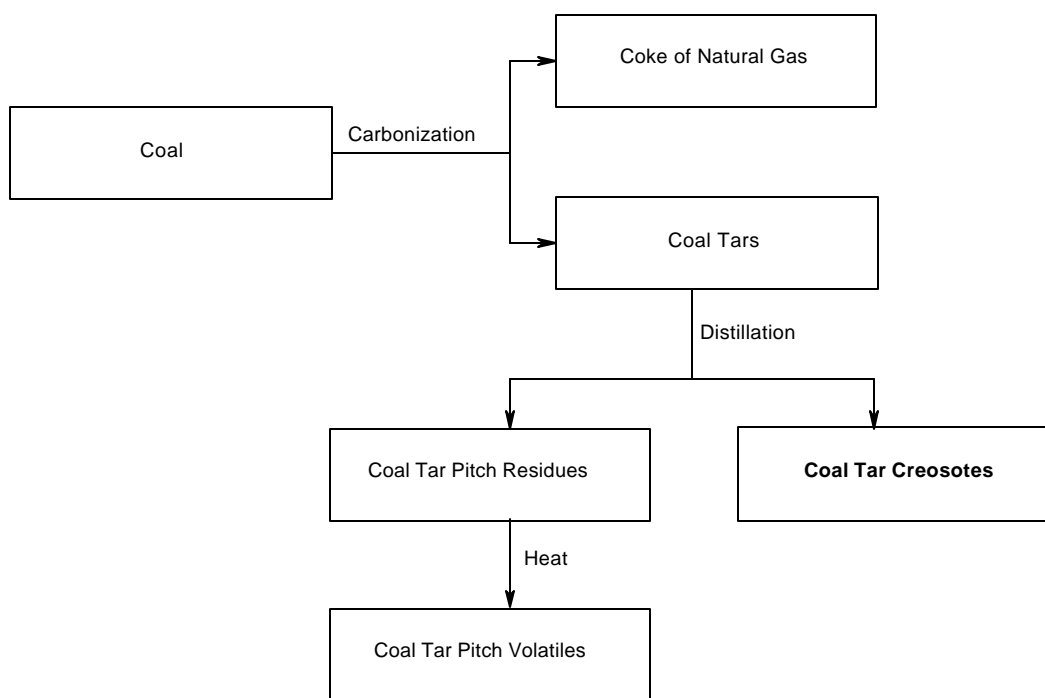 Coke of Natural Gas
Carbonization
Coal
Coal Tars
Distillation
Coal Tar Pitch Residues
Coal Tar Creosotes
Heat
Coal Tar Pitch Volatiles